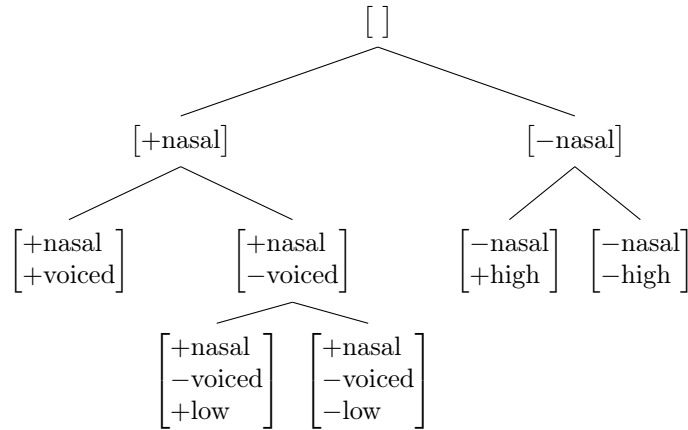 [ ]
[+nasal] [−nasal]
[+nasal +voiced] [+nasal −voiced] [−nasal +high] [−nasal −high]
[+nasal −voiced +low] [+nasal −voiced −low]